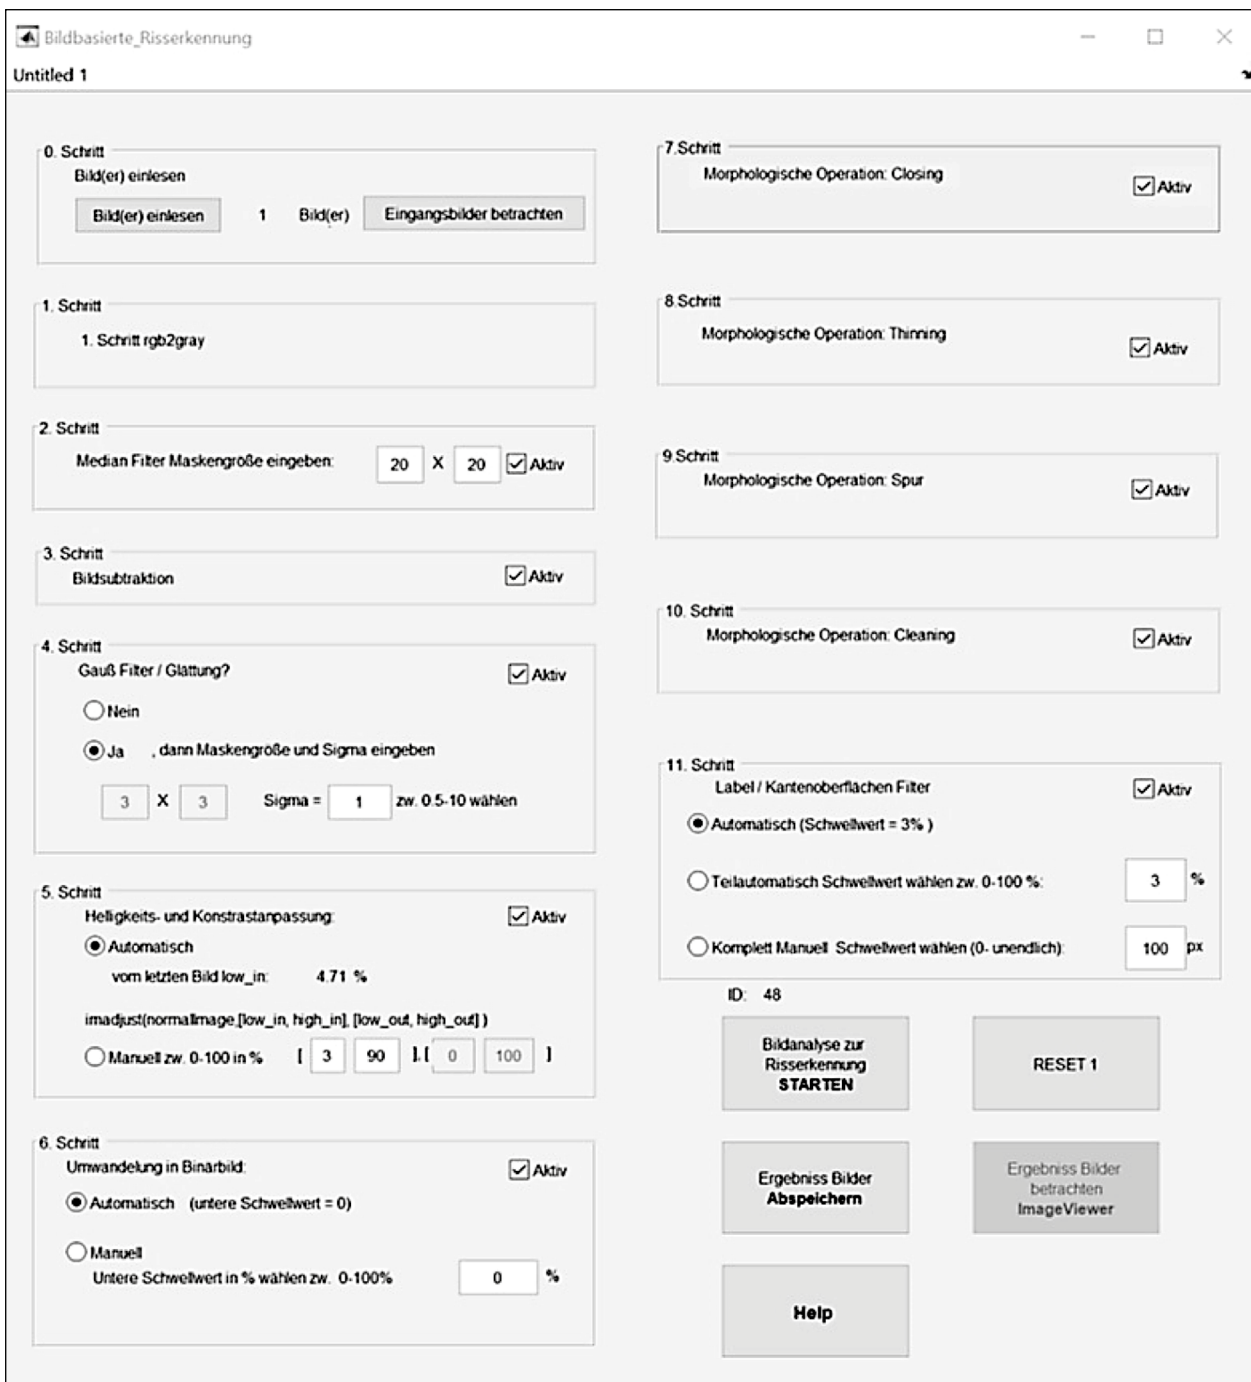 Bildbasierte_Risserkennung
Untitled 1
0. Schritt
Bild(er) einlesen
Bild(er) einlesen 1 Bild(er) Eingangsbilder betrachten
1. Schritt
1. Schritt rgb2gray
2. Schritt
Median Filter Maskengröße eingeben: 20 X 20 Aktiv
3. Schritt
Bildsubtraktion Aktiv
4. Schritt
Gauß Filter / Glattung? Aktiv
Nein
Ja , dann Maskengröße und Sigma eingeben
3 X 3 Sigma = 1 zw. 0.5-10 wählen
5. Schritt
Helligkeits- und Konstrastanpassung: Aktiv
Automatisch
vom letzten Bild low_in: 4.71 %
imadjust(normalImage,[low_in, high_in], [low_out, high_out] )
Manuell zw. 0-100 in % [ 3 90 ], [ 0 100 ]
6. Schritt
Umwandelung in Binärbild: Aktiv
Automatisch (untere Schwellwert = 0)
Manuell
Untere Schwellwert in % wählen zw. 0-100% 0 %
7.Schritt
Morphologische Operation: Closing Aktiv
8.Schritt
Morphologische Operation: Thinning Aktiv
9.Schritt
Morphologische Operation: Spur Aktiv
10. Schritt
Morphologische Operation: Cleaning Aktiv
11. Schritt
Label / Kantenoberflächen Filter Aktiv
Automatisch (Schwellwert = 3% )
Teilautomatisch Schwellwert wählen zw. 0-100 %: 3 %
Komplett Manuell Schwellwert wählen (0- unendlich): 100 px
ID: 48
Bildanalyse zur
Risserkennung
STARTEN
RESET 1
Ergebniss Bilder
Abspeichern
Ergebniss Bilder
betrachten
ImageViewer
Help